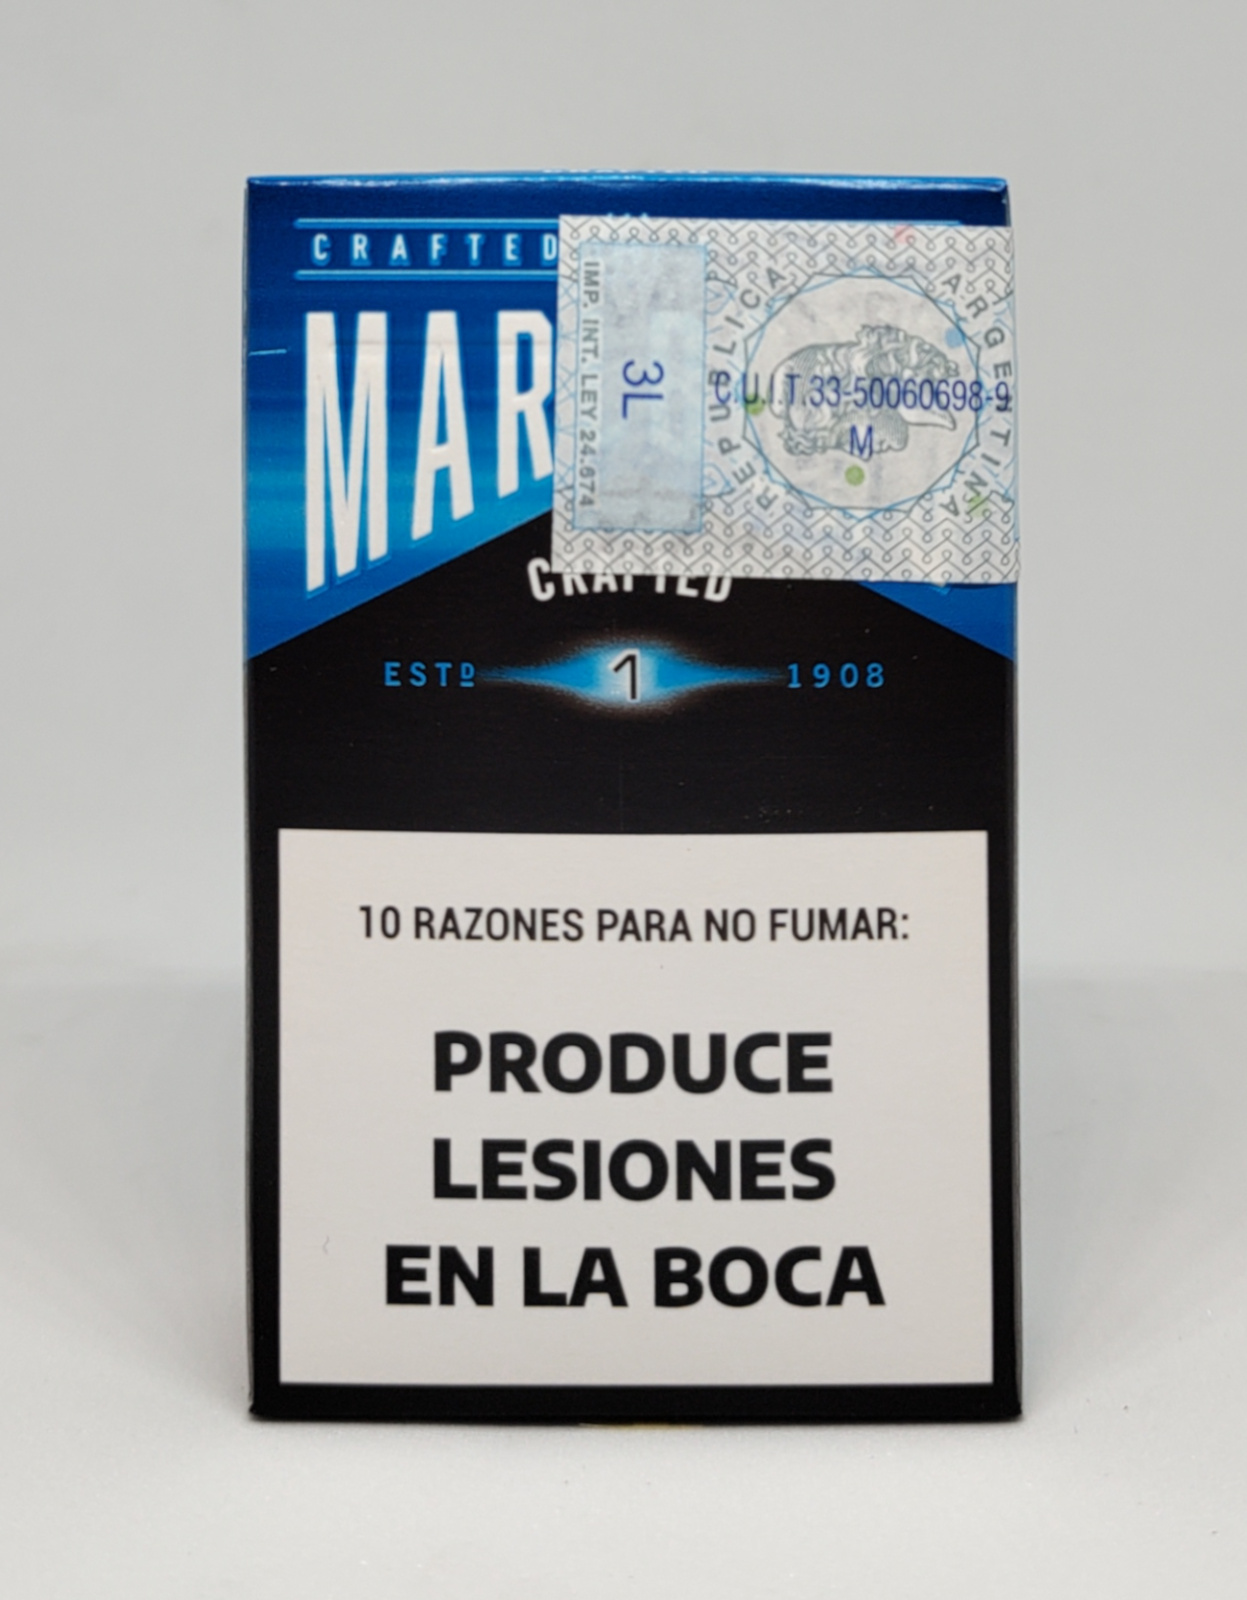 CRAFTED
MAR
IMP. INT. LEY 24.674
3L
REPUBLICA ARGENTINA
C.U.I.T.33-50060698-9
M
CRAFTED
ESTD 1 1908
10 RAZONES PARA NO FUMAR:
PRODUCE
LESIONES
EN LA BOCA